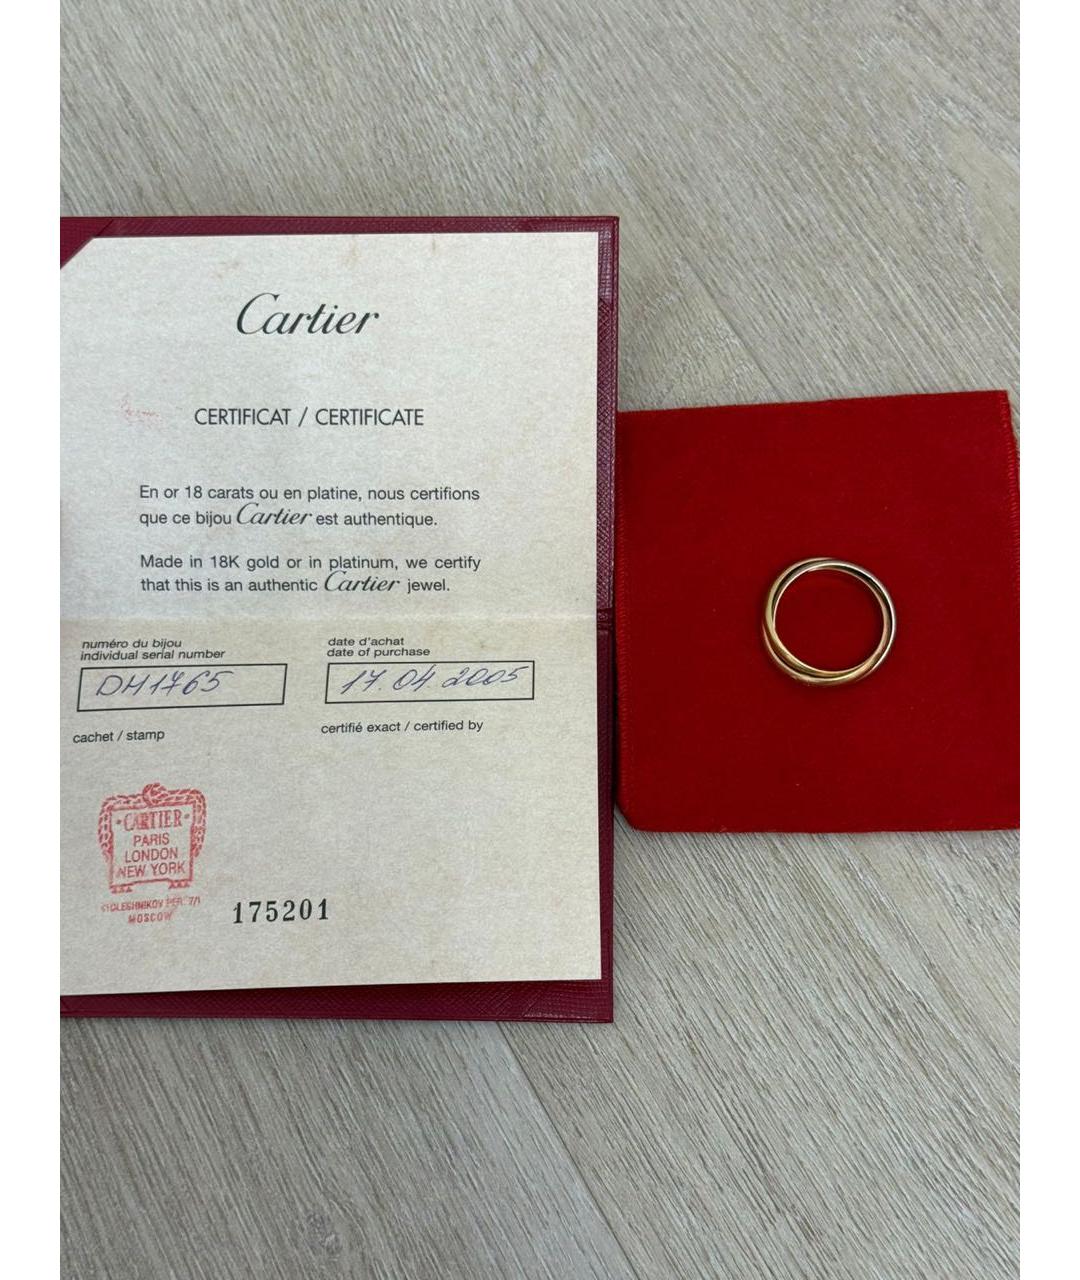 Cartier
CERTIFICAT / CERTIFICATE
En or 18 carats ou en platine, nous certifions
que ce bijou Cartier est authentique.
Made in 18K gold or in platinum, we certify
that this is an authentic Cartier jewel.
numéro du bijou
individual serial number
DH1765
date d'achat
date of purchase
17.04.2005
cachet / stamp
certifié exact / certified by
CARTIER
PARIS
LONDON
NEW YORK
PER. 7/1
MOSCOW
175201